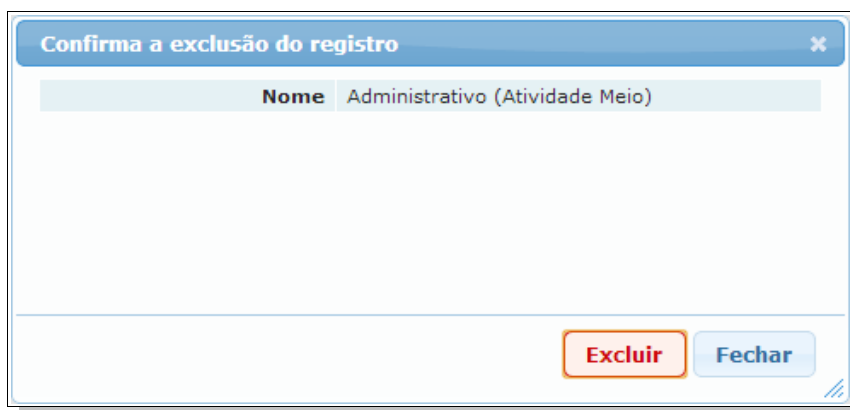 Confirma a exclusão do registro
Nome Administrativo (Atividade Meio)
Excluir Fechar